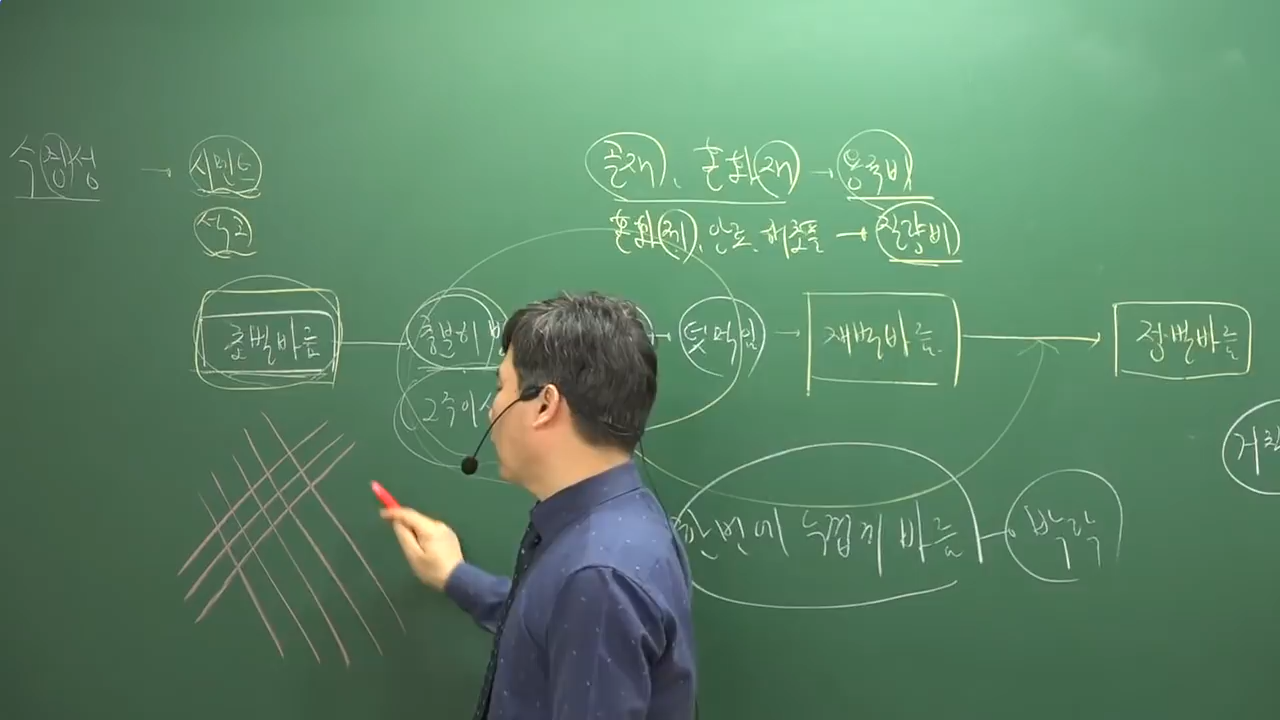 수경성 → 시멘트
석고
골재, 혼화재 → 용적비
혼화제, 안료, 해초풀 → 질량비
초벌바름
충분히
→ 덧먹임 → 재벌바름 → 정벌바름
2주이상
한번에 두껍게 바름 - 박락